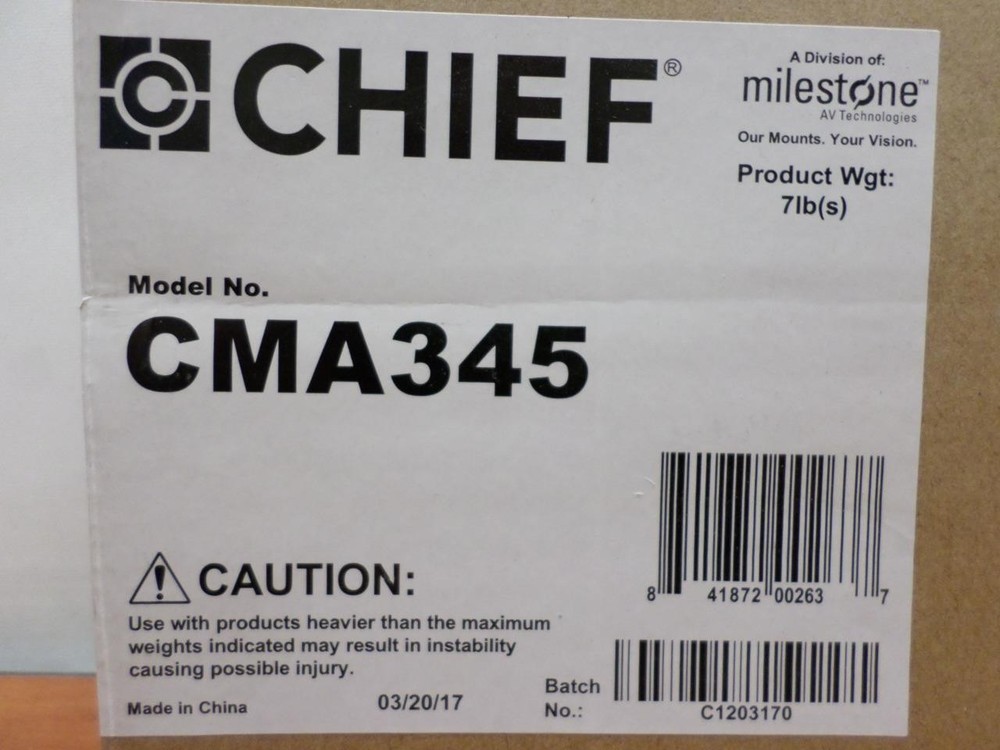 CHIEF®
A Division of:
milestone™
AV Technologies
Our Mounts. Your Vision.
Product Wgt:
7lb(s)
Model No.
CMA345
8 41872 00263 7
CAUTION:
Use with products heavier than the maximum
weights indicated may result in instability
causing possible injury.
Made in China
03/20/17
Batch
No.:
C1203170